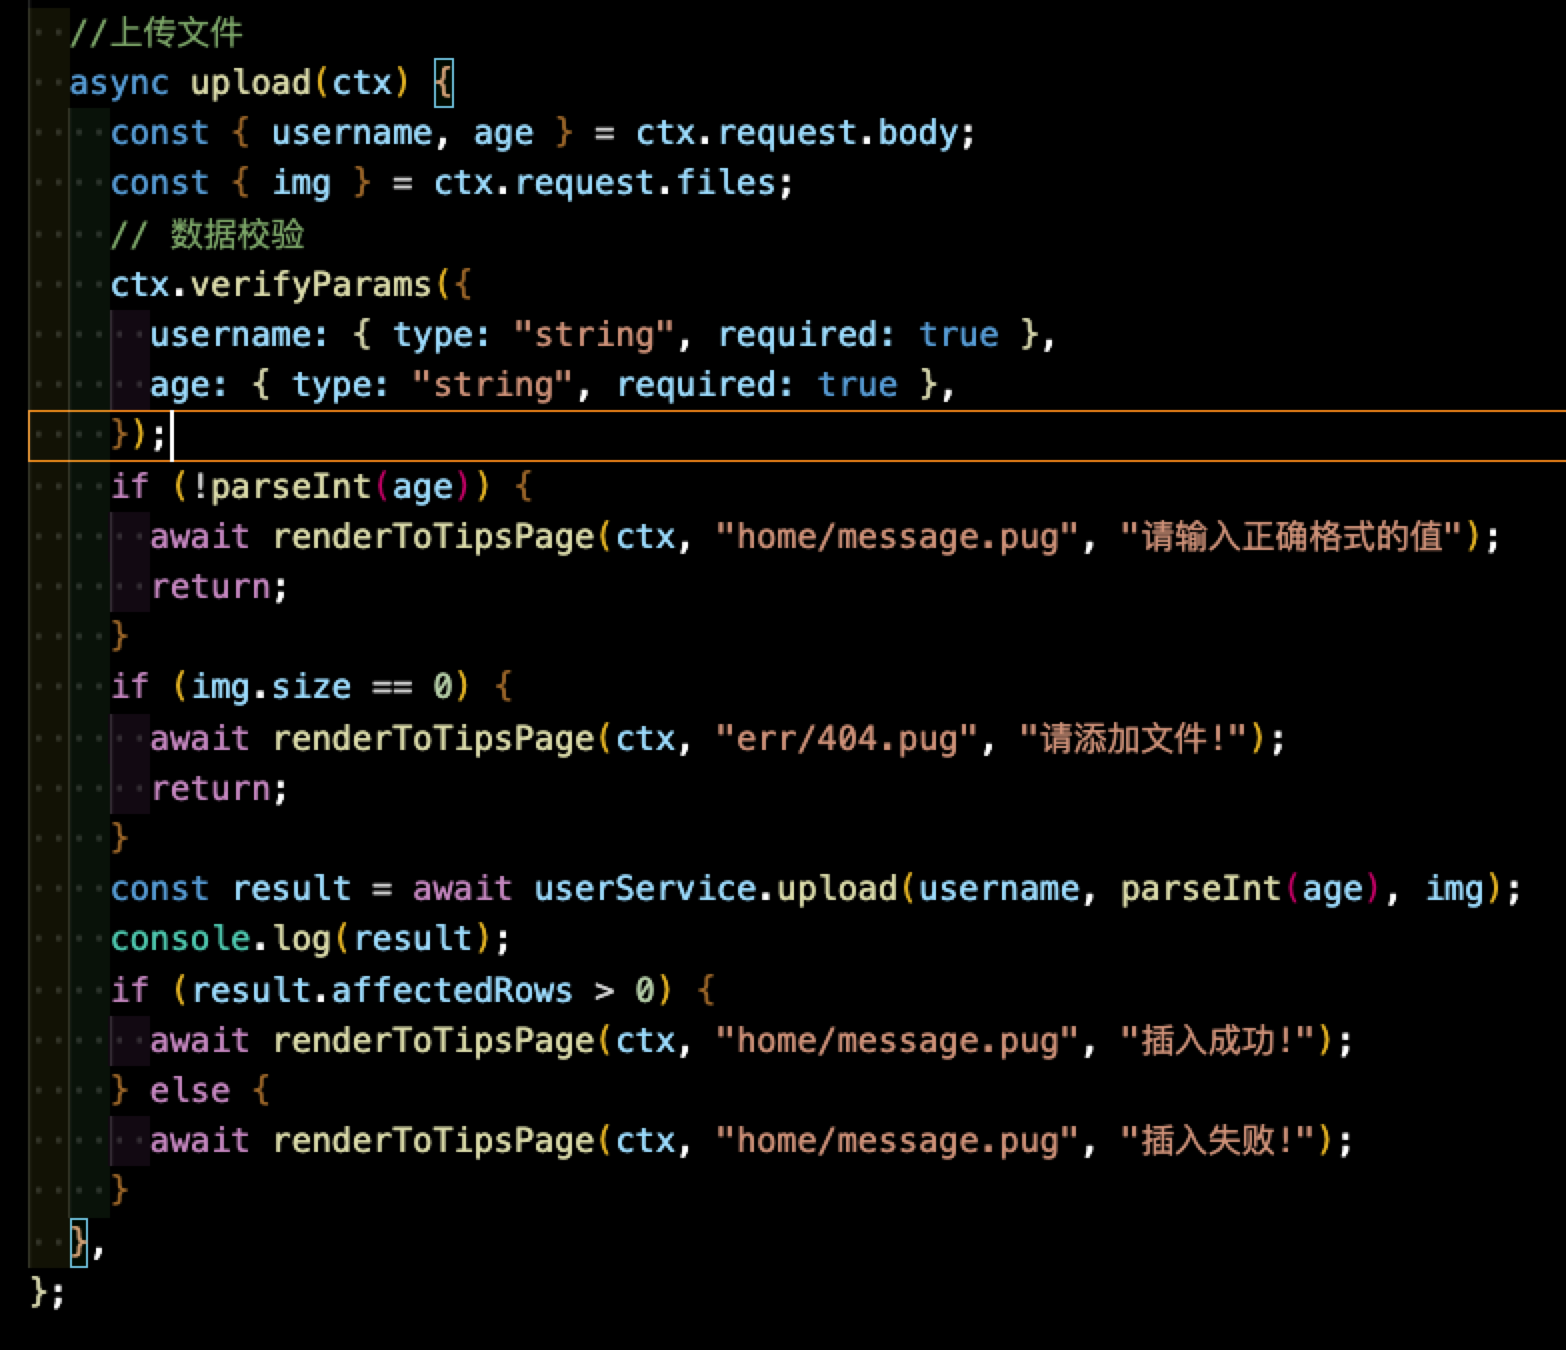 //上传文件
async upload(ctx) {
const { username, age } = ctx.request.body;
const { img } = ctx.request.files;
// 数据校验
ctx.verifyParams({
username: { type: "string", required: true },
age: { type: "string", required: true },
});
if (!parseInt(age)) {
await renderToTipsPage(ctx, "home/message.pug", "请输入正确格式的值");
return;
}
if (img.size == 0) {
await renderToTipsPage(ctx, "err/404.pug", "请添加文件!");
return;
}
const result = await userService.upload(username, parseInt(age), img);
console.log(result);
if (result.affectedRows > 0) {
await renderToTipsPage(ctx, "home/message.pug", "插入成功!");
} else {
await renderToTipsPage(ctx, "home/message.pug", "插入失败!");
}
},
};